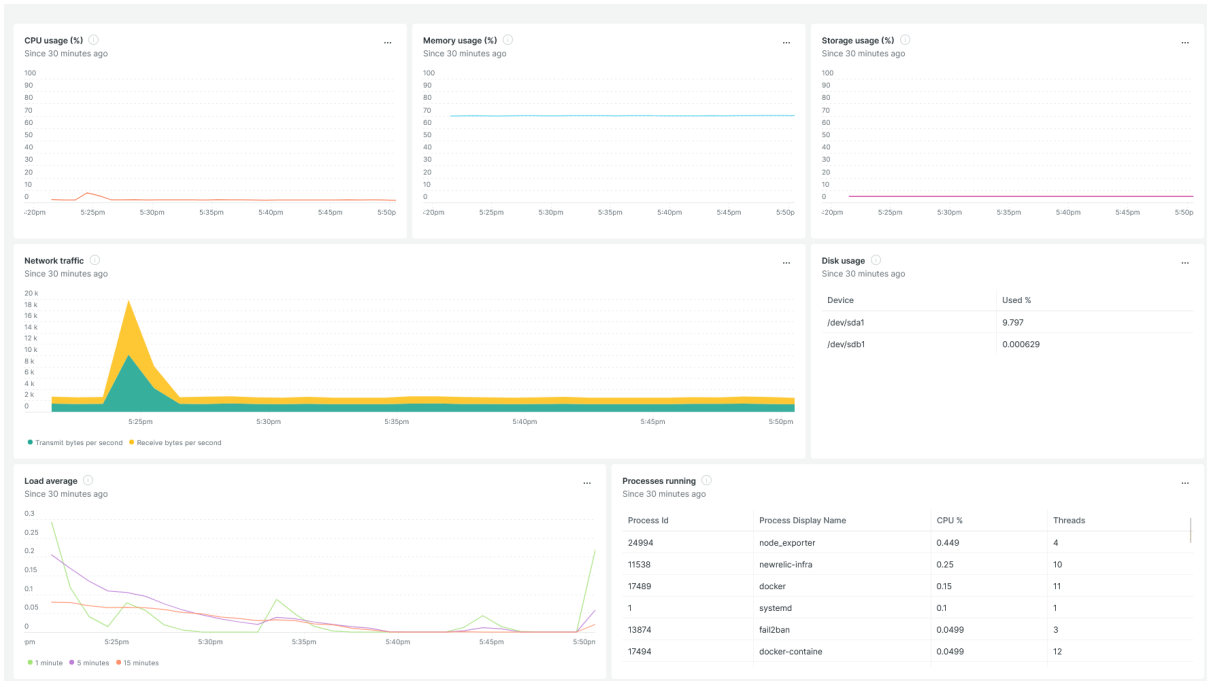 CPU usage (%)
Since 30 minutes ago
...
100
90
80
70
60
50
40
30
20
10
0
:20pm 5:25pm 5:30pm 5:35pm 5:40pm 5:45pm 5:50p
Memory usage (%)
Since 30 minutes ago
...
100
90
80
70
60
50
40
30
20
10
0
:20pm 5:25pm 5:30pm 5:35pm 5:40pm 5:45pm 5:50p
Storage usage (%)
Since 30 minutes ago
...
100
90
80
70
60
50
40
30
20
10
0
:20pm 5:25pm 5:30pm 5:35pm 5:40pm 5:45pm 5:50p
Network traffic
Since 30 minutes ago
...
20 k
18 k
16 k
14 k
12 k
10 k
8 k
6 k
4 k
2 k
0
5:25pm 5:30pm 5:35pm 5:40pm 5:45pm 5:50pm
Transmit bytes per second Receive bytes per second
Disk usage
Since 30 minutes ago
...
Device Used %
/dev/sda1 9.797
/dev/sdb1 0.000629
Load average
Since 30 minutes ago
...
0.3
0.25
0.2
0.15
0.1
0.05
0
pm 5:25pm 5:30pm 5:35pm 5:40pm 5:45pm 5:50pm
1 minute 5 minutes 15 minutes
Processes running
Since 30 minutes ago
...
Process Id Process Display Name CPU % Threads
24994 node_exporter 0.449 4
11538 newrelic-infra 0.25 10
17489 docker 0.15 11
1 systemd 0.1 1
13874 fail2ban 0.0499 3
17494 docker-containe 0.0499 12